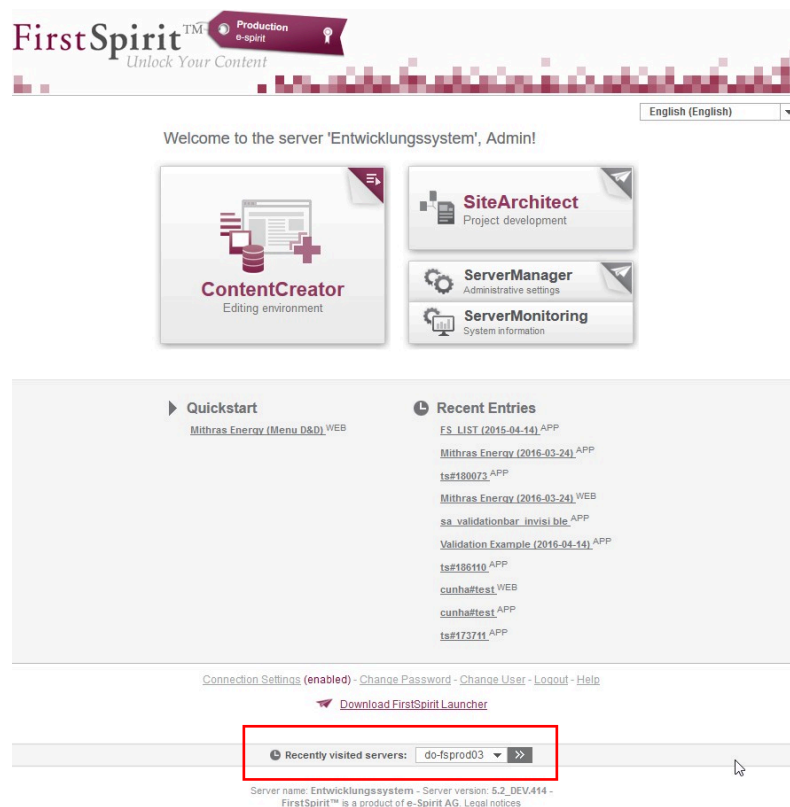 FirstSpirit™
Unlock Your Content
Production
e-spirit
English (English)
Welcome to the server 'Entwicklungssystem', Admin!
ContentCreator
Editing environment
SiteArchitect
Project development
ServerManager
Administrative settings
ServerMonitoring
System information
Quickstart
Mithras Energy (Menu D&D) WEB
Recent Entries
FS_LIST (2015-04-14) APP
Mithras Energy (2016-03-24) APP
ts#180073 APP
Mithras Energy (2016-03-24) WEB
sa_validationbar_invisi ble APP
Validation Example (2016-04-14) APP
ts#186110 APP
cunha#test WEB
cunha#test APP
ts#173711 APP
Connection Settings (enabled) - Change Password - Change User - Logout - Help
Download FirstSpirit Launcher
Recently visited servers: do-fsprod03 >>
Server name: Entwicklungssystem - Server version: 5.2_DEV.414 -
FirstSpirit™ is a product of e-Spirit AG. Legal notices